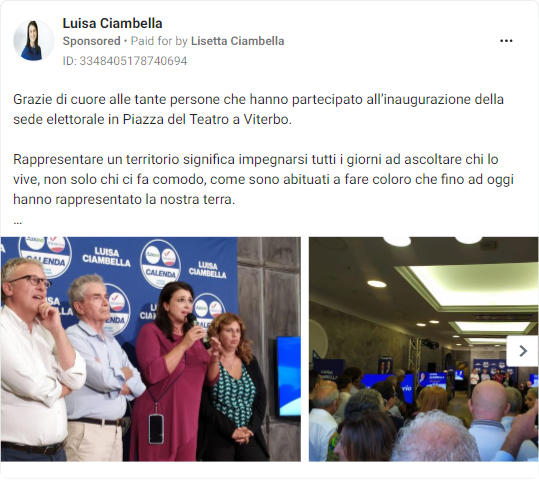 Luisa Ciambella
Sponsored • Paid for by Lisetta Ciambella
ID: 3348405178740694
Grazie di cuore alle tante persone che hanno partecipato all'inaugurazione della
sede elettorale in Piazza del Teatro a Viterbo.
Rappresentare un territorio significa impegnarsi tutti i giorni ad ascoltare chi lo
vive, non solo chi ci fa comodo, come sono abituati a fare coloro che fino ad oggi
hanno rappresentato la nostra terra.
...
LUISA
CIAMBELLA
CALENDA
LUISA
CIAMBELLA
CALENDA